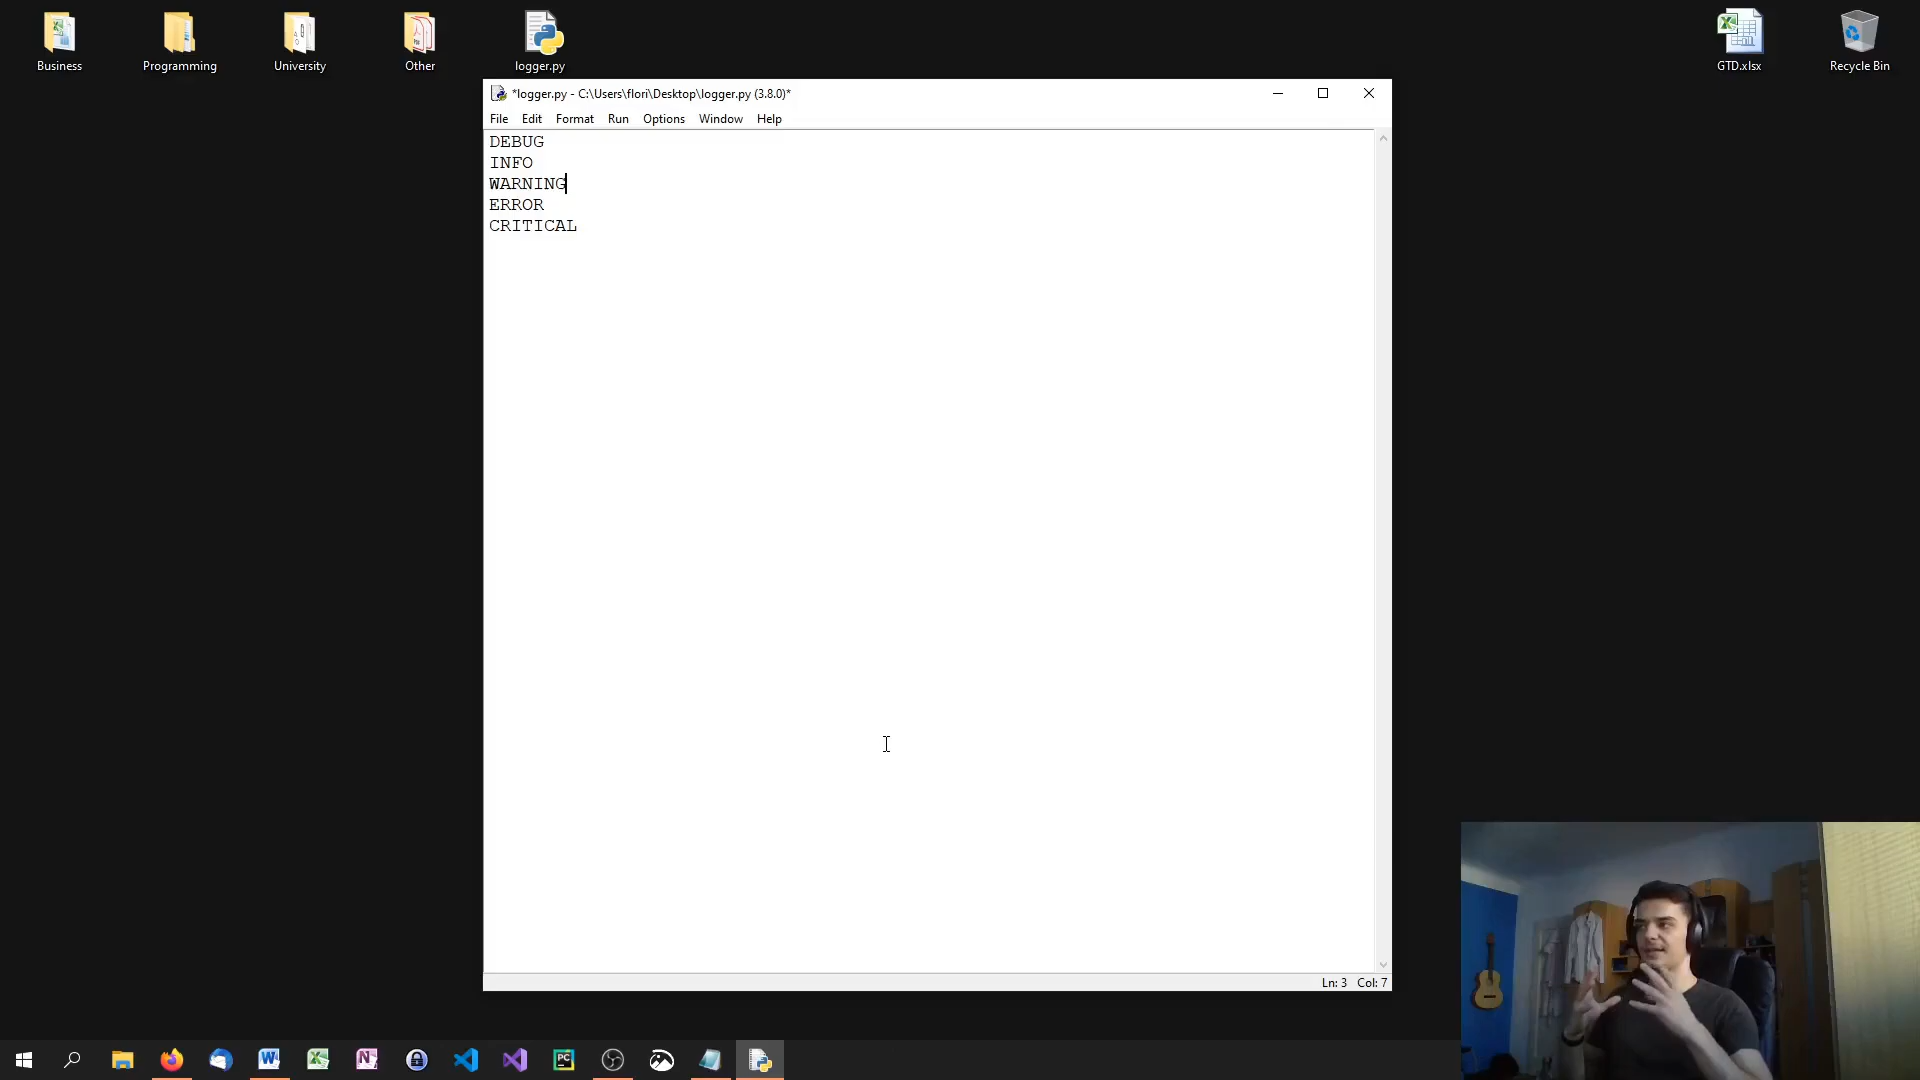 Business
Programming
University
Other
logger.py
GTD.xlsx
Recycle Bin
*logger.py - C:\Users\flori\Desktop\logger.py (3.8.0)*
File Edit Format Run Options Window Help
DEBUG
INFO
WARNING
ERROR
CRITICAL
Ln: 3 Col: 7